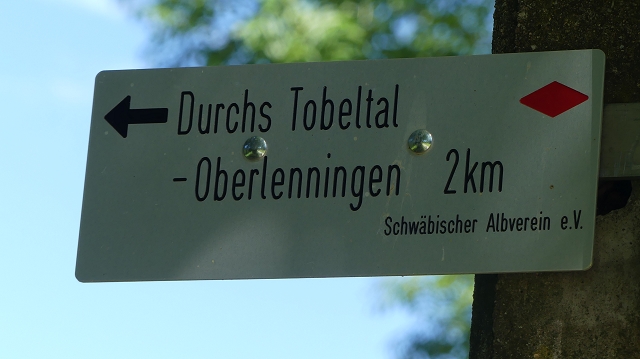 Durchs Tobeltal
-Oberlenningen 2km
Schwäbischer Albverein e.V.